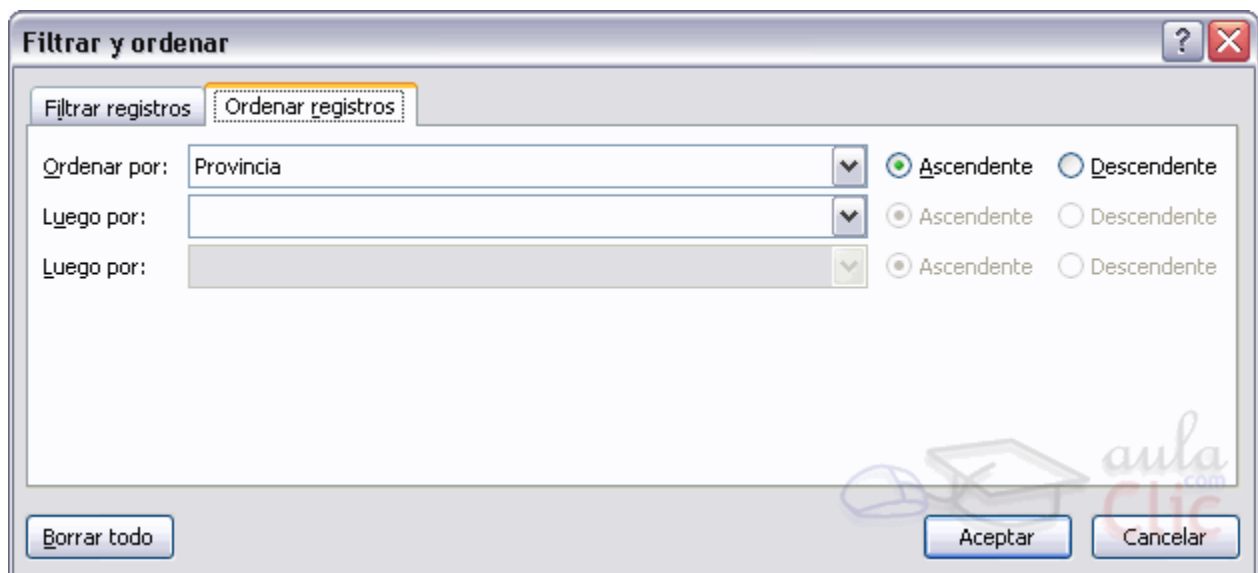 Filtrar y ordenar
?
Filtrar registros Ordenar registros
Ordenar por: Provincia Ascendente Descendente
Luego por: Ascendente Descendente
Luego por: Ascendente Descendente
aula
.com
Clic
Borrar todo Aceptar Cancelar